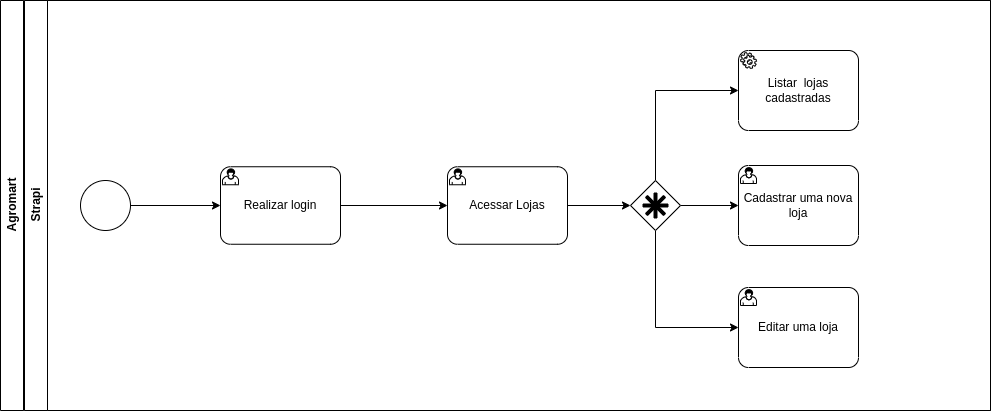 Agromart
Strapi
Realizar login
Acessar Lojas
Listar lojas
cadastradas
Cadastrar uma nova
loja
Editar uma loja